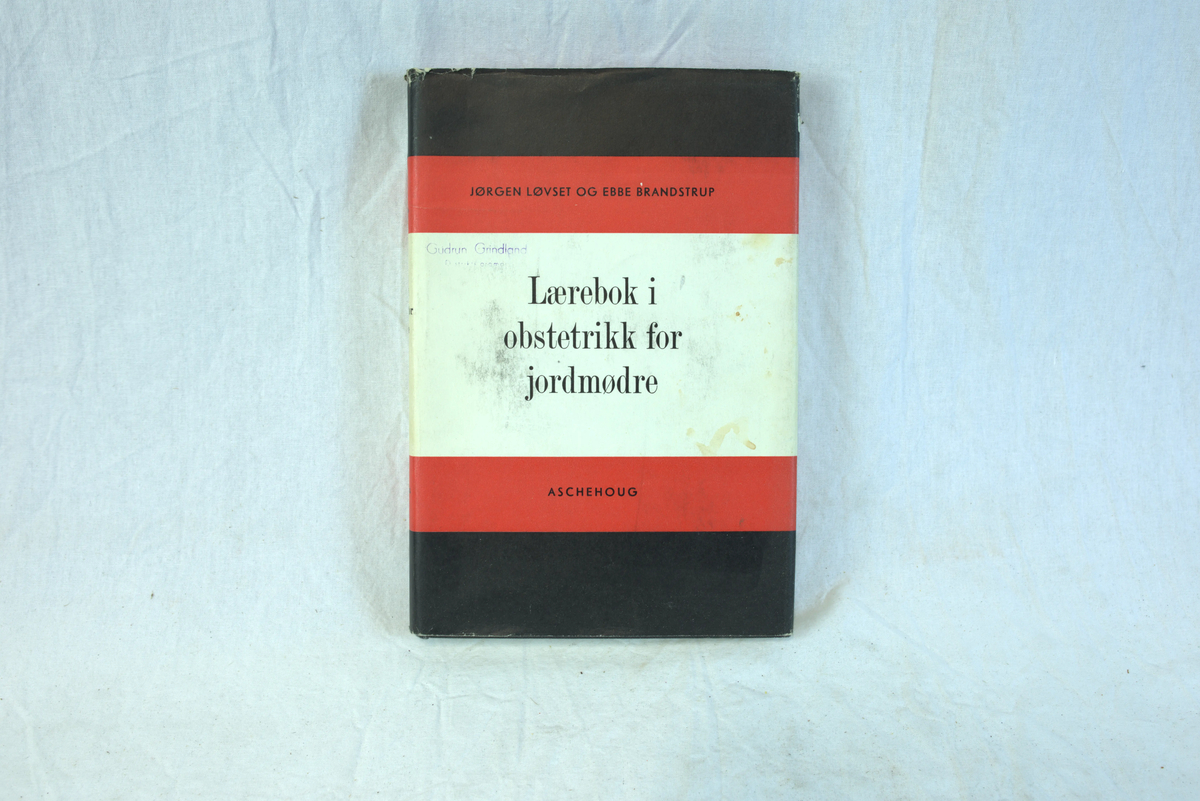 JØRGEN LØVSET OG EBBE BRANDSTRUP
Gudrun Grindland
Lærebok i
obstetrikk for
jordmødre
ASCHEHOUG